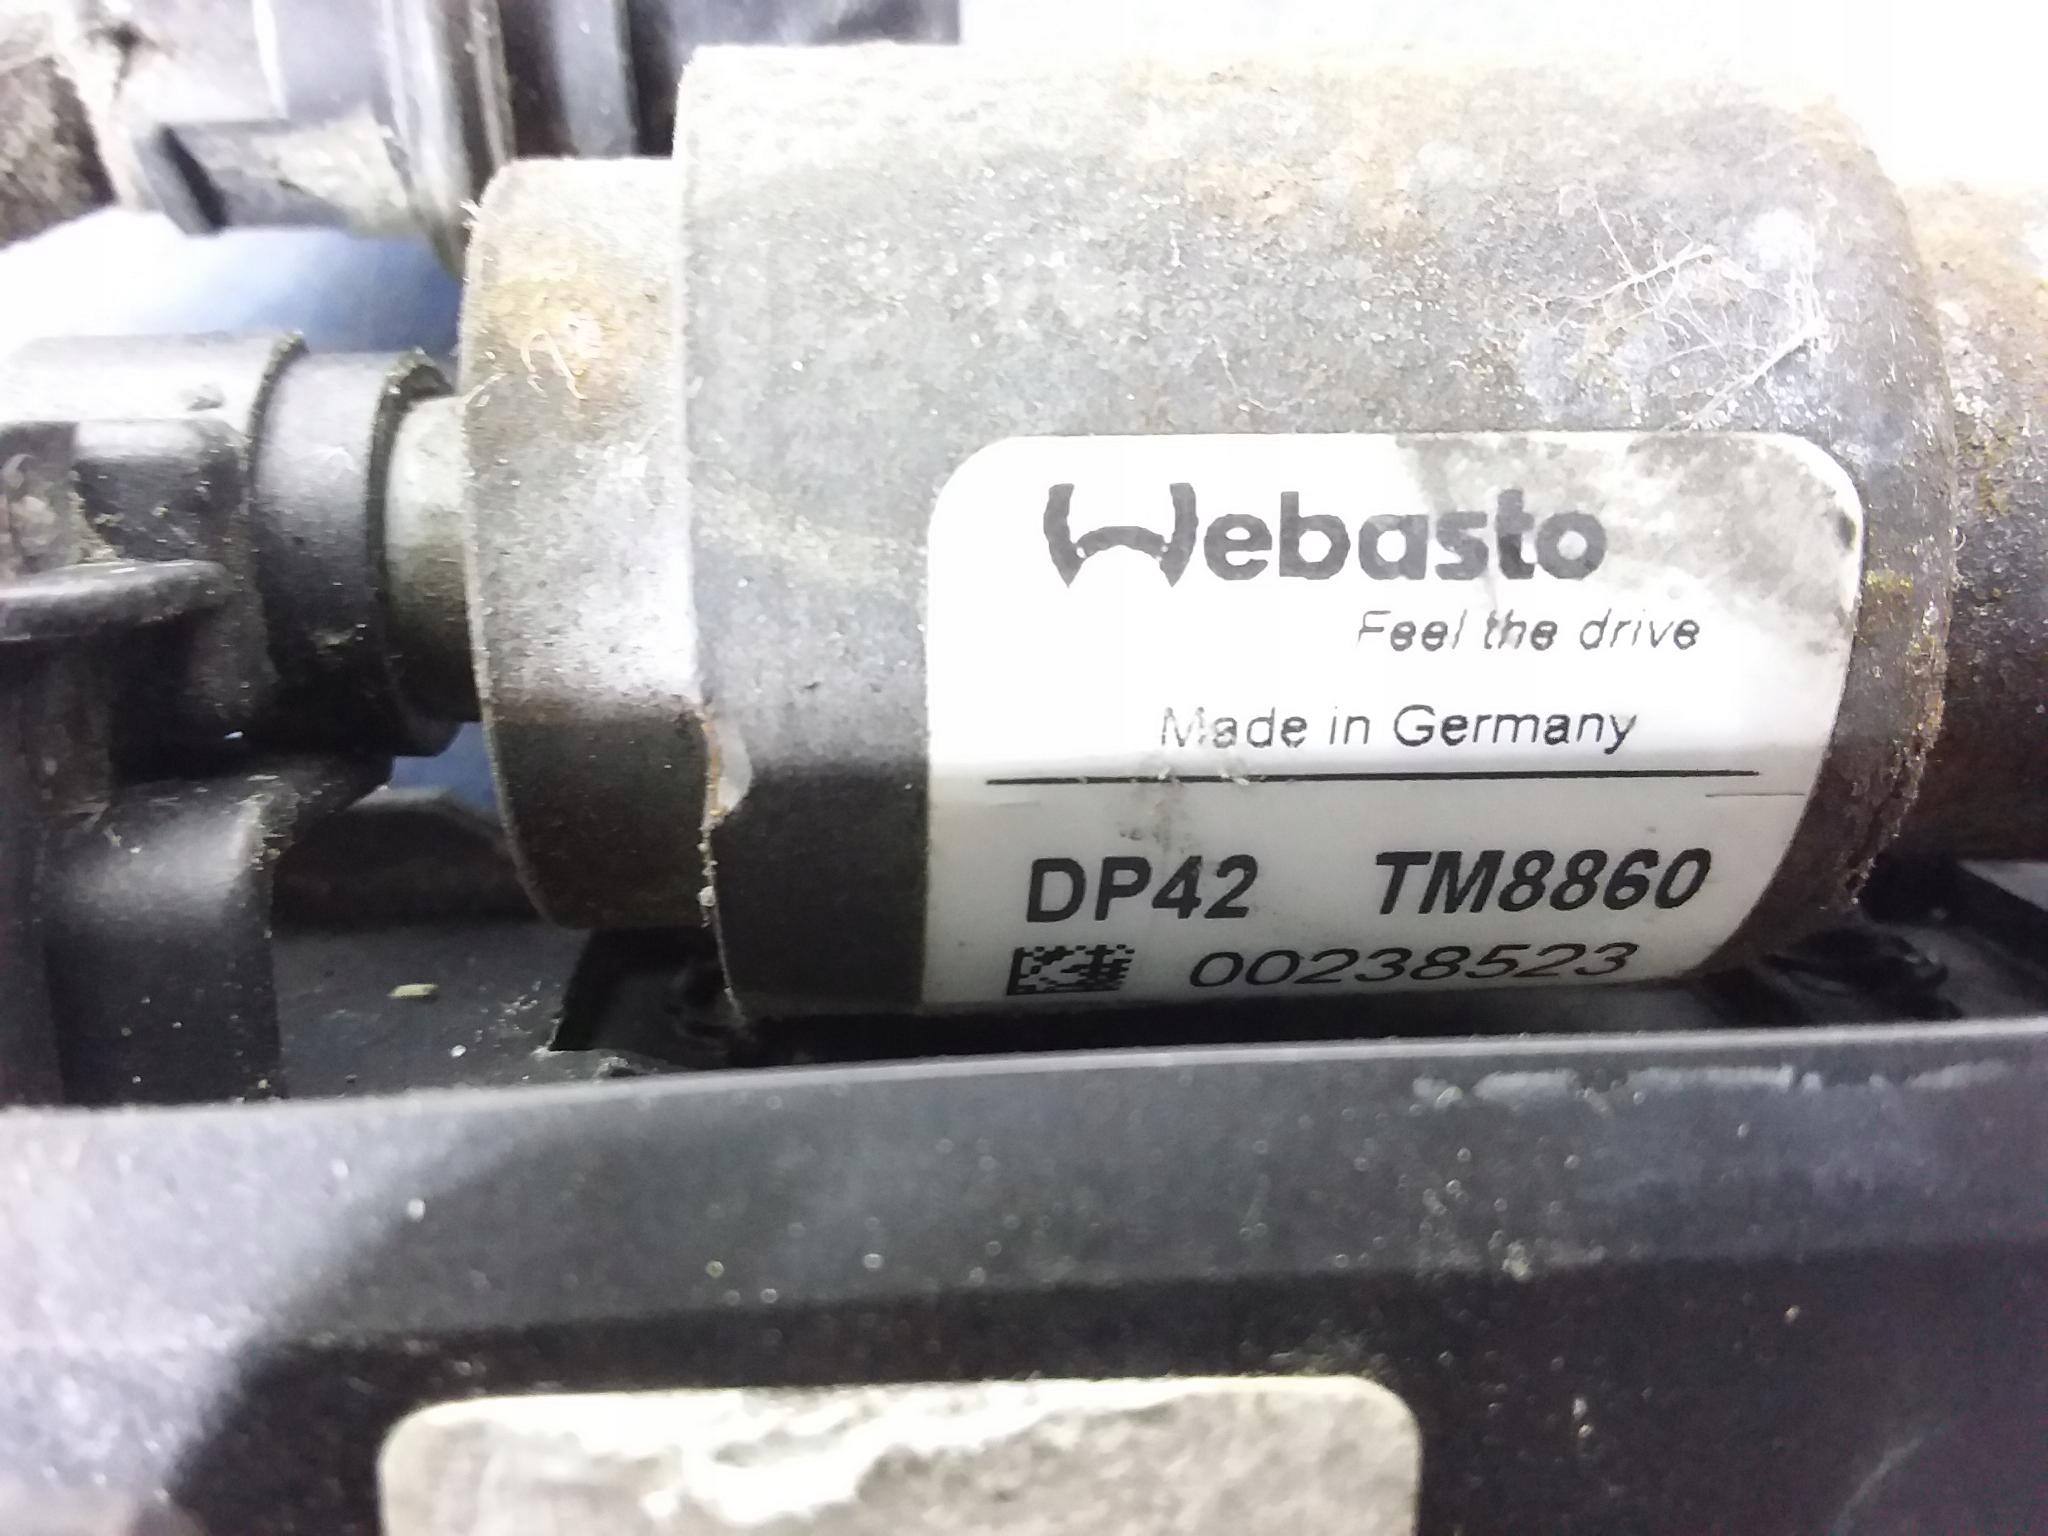 Webasto
Feel the drive
Made in Germany
DP42 TM8860
00238523